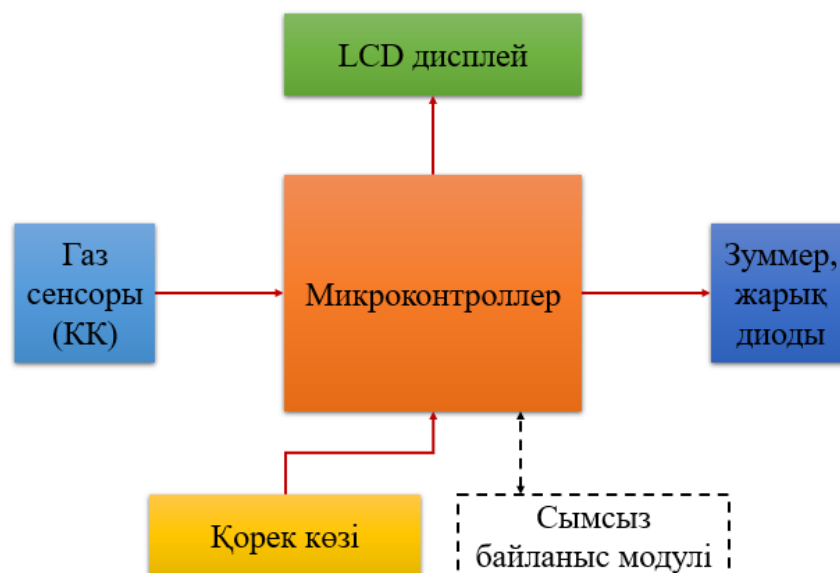 LCD дисплей
Газ
сенсоры
(КК)
Микроконтроллер
Зуммер,
жарық
диоды
Қорек көзі
Сымсыз
байланыс модулі